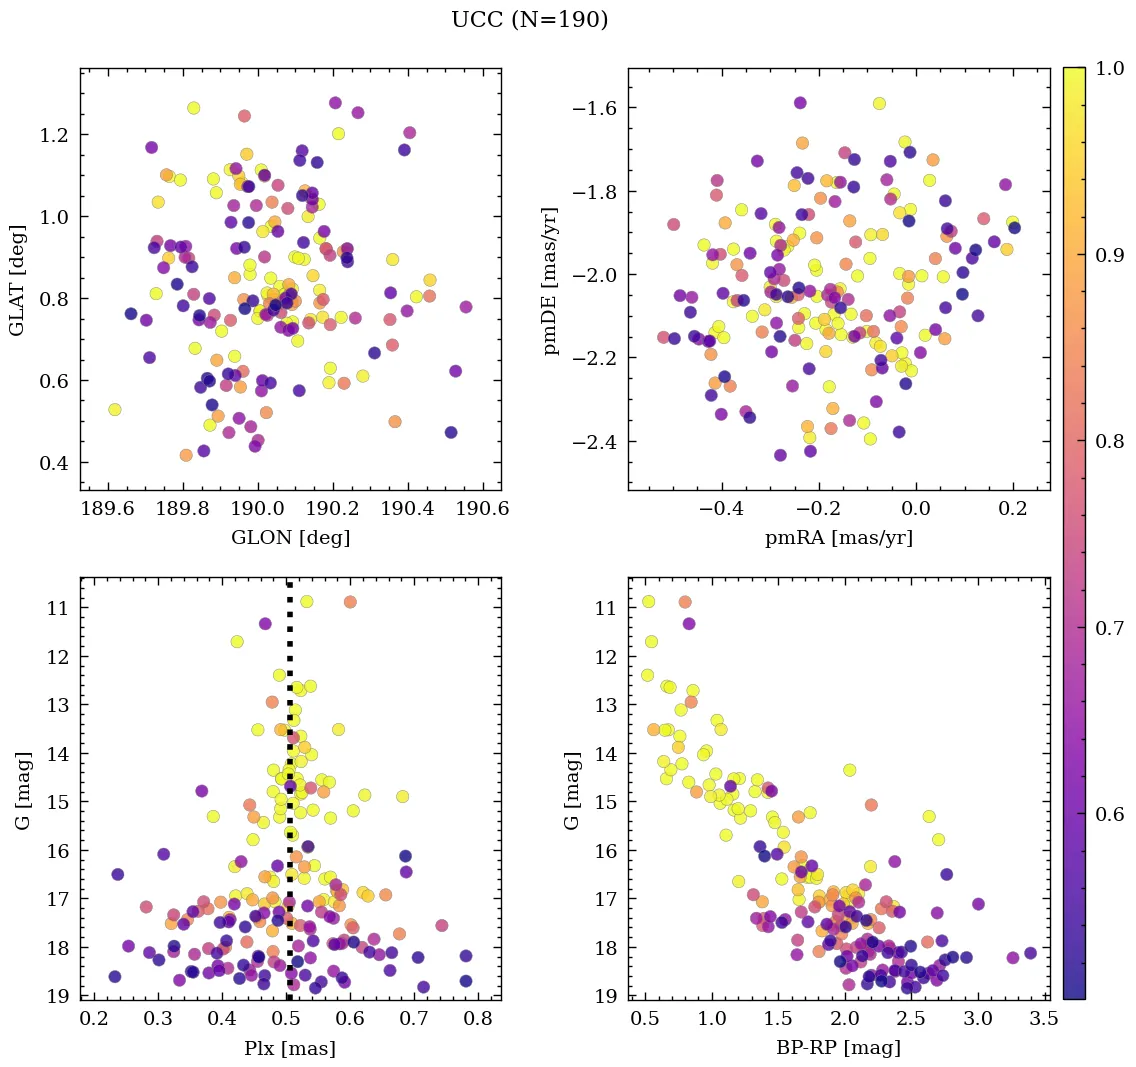 UCC (N=190)
1.2
1.0
0.8
0.6
0.4
GLAT [deg]
189.6 189.8 190.0 190.2 190.4 190.6
GLON [deg]
−1.6
−1.8
−2.0
−2.2
−2.4
pmDE [mas/yr]
−0.4 −0.2 0.0 0.2
pmRA [mas/yr]
1.0
0.9
0.8
0.7
0.6
11
12
13
14
15
16
17
18
19
G [mag]
0.2 0.3 0.4 0.5 0.6 0.7 0.8
Plx [mas]
11
12
13
14
15
16
17
18
19
G [mag]
0.5 1.0 1.5 2.0 2.5 3.0 3.5
BP-RP [mag]